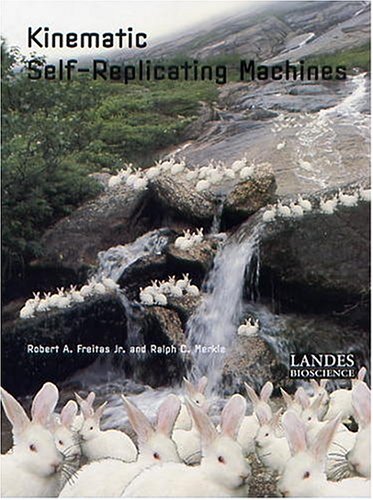 Kinematic
Self-Replicating Machines
Robert A. Freitas Jr. and Ralph C. Merkle
LANDES
BIOSCIENCE